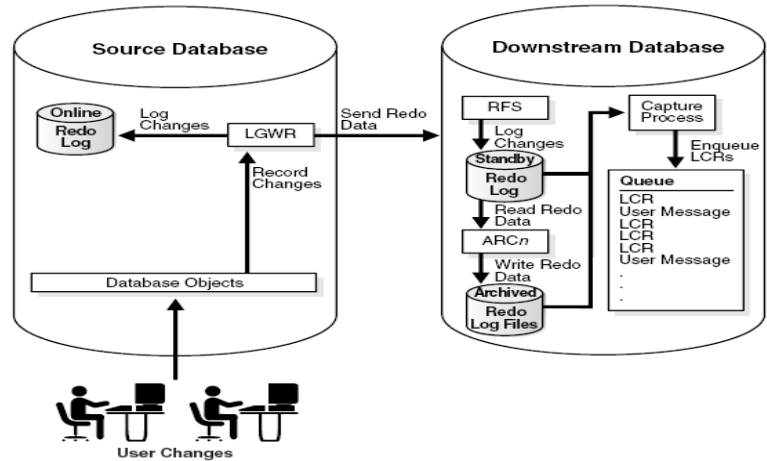 Source Database
Online
Redo
Log
Log
Changes
LGWR
Send Redo
Data
Record
Changes
Database Objects
User Changes
Downstream Database
RFS
Log
Changes
Standby
Redo
Log
Read Redo
Data
ARCn
Write Redo
Data
Archived
Redo
Log Files
Capture
Process
Enqueue
LCRs
Queue
LCR
User Message
LCR
LCR
LCR
User Message
.
.
.